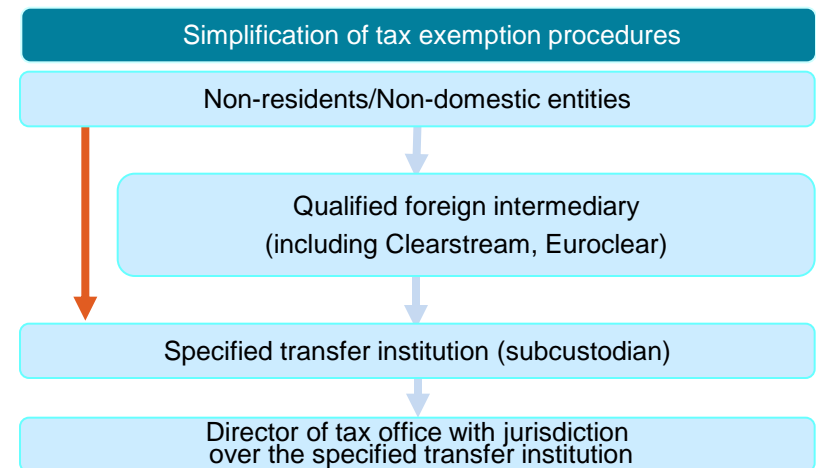 Simplification of tax exemption procedures
Non-residents/Non-domestic entities
Qualified foreign intermediary
(including Clearstream, Euroclear)
Specified transfer institution (subcustodian)
Director of tax office with jurisdiction
over the specified transfer institution